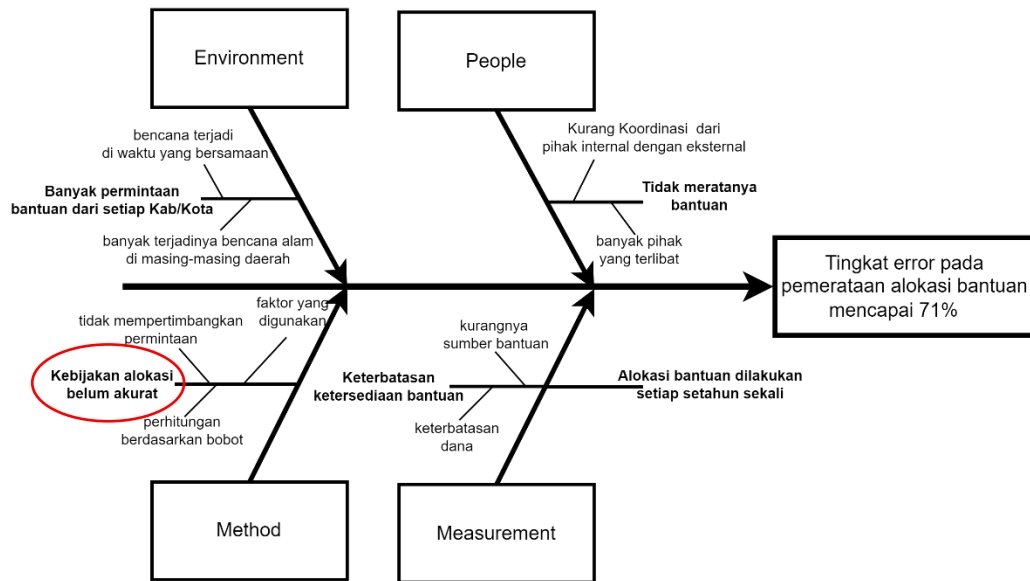 Environment
People
bencana terjadi
di waktu yang bersamaan
Banyak permintaan
bantuan dari setiap Kab/Kota
banyak terjadinya bencana alam
di masing-masing daerah
Kurang Koordinasi dari
pihak internal dengan eksternal
Tidak meratanya
bantuan
banyak pihak
yang terlibat
Tingkat error pada
pemerataan alokasi bantuan
mencapai 71%
faktor yang
digunakan
tidak mempertimbangkan
permintaan
Kebijakan alokasi
belum akurat
perhitungan
berdasarkan bobot
kurangnya
sumber bantuan
Keterbatasan
ketersediaan bantuan
keterbatasan
dana
Alokasi bantuan dilakukan
setiap setahun sekali
Method
Measurement